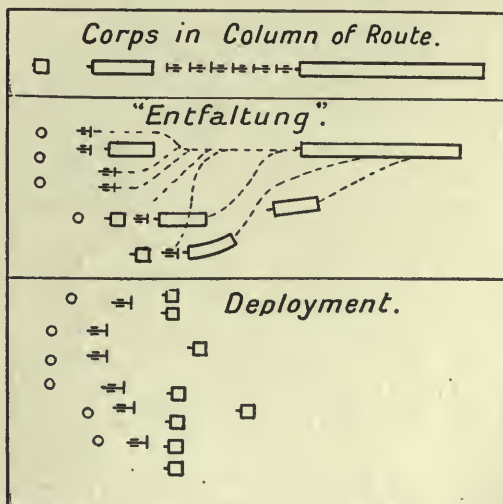 Corps in Column of Route.
"Entfaltung".
Deployment.